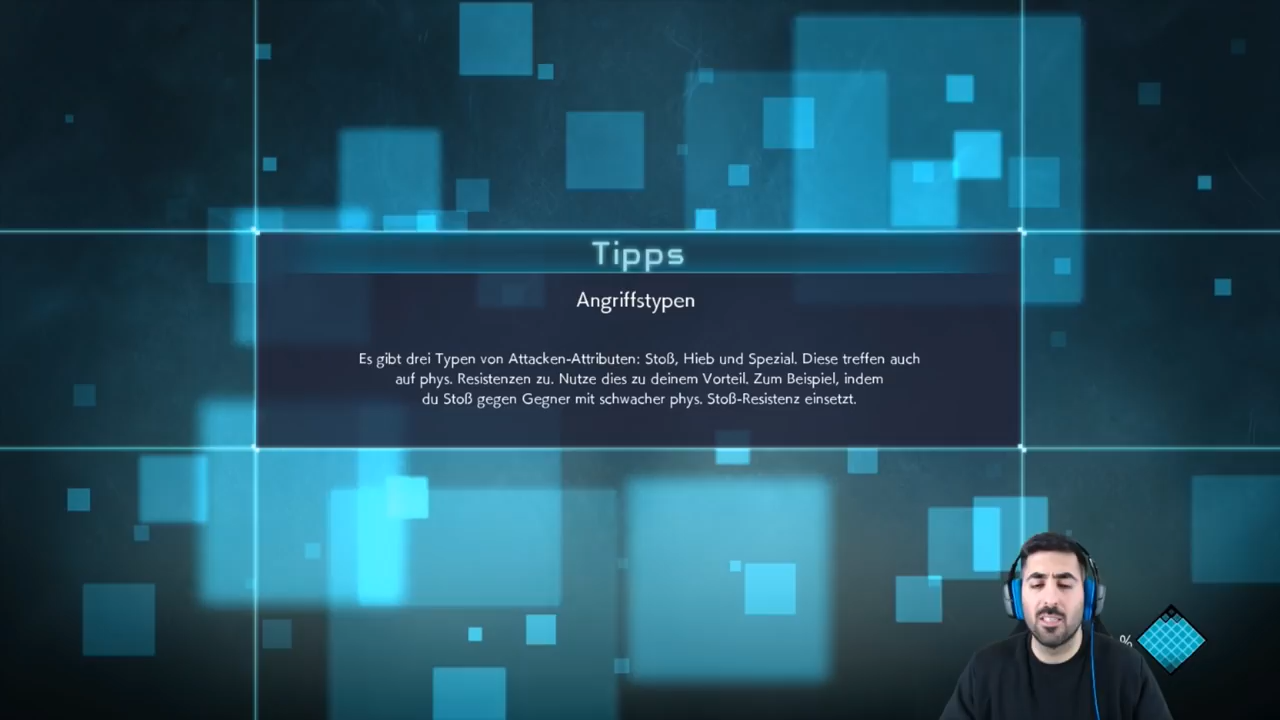 Tipps
Angriffstypen
Es gibt drei Typen von Attacken-Attributen: Stoß, Hieb und Spezial. Diese treffen auch
auf phys. Resistenzen zu. Nutze dies zu deinem Vorteil. Zum Beispiel, indem
du Stoß gegen Gegner mit schwacher phys. Stoß-Resistenz einsetzt.
%